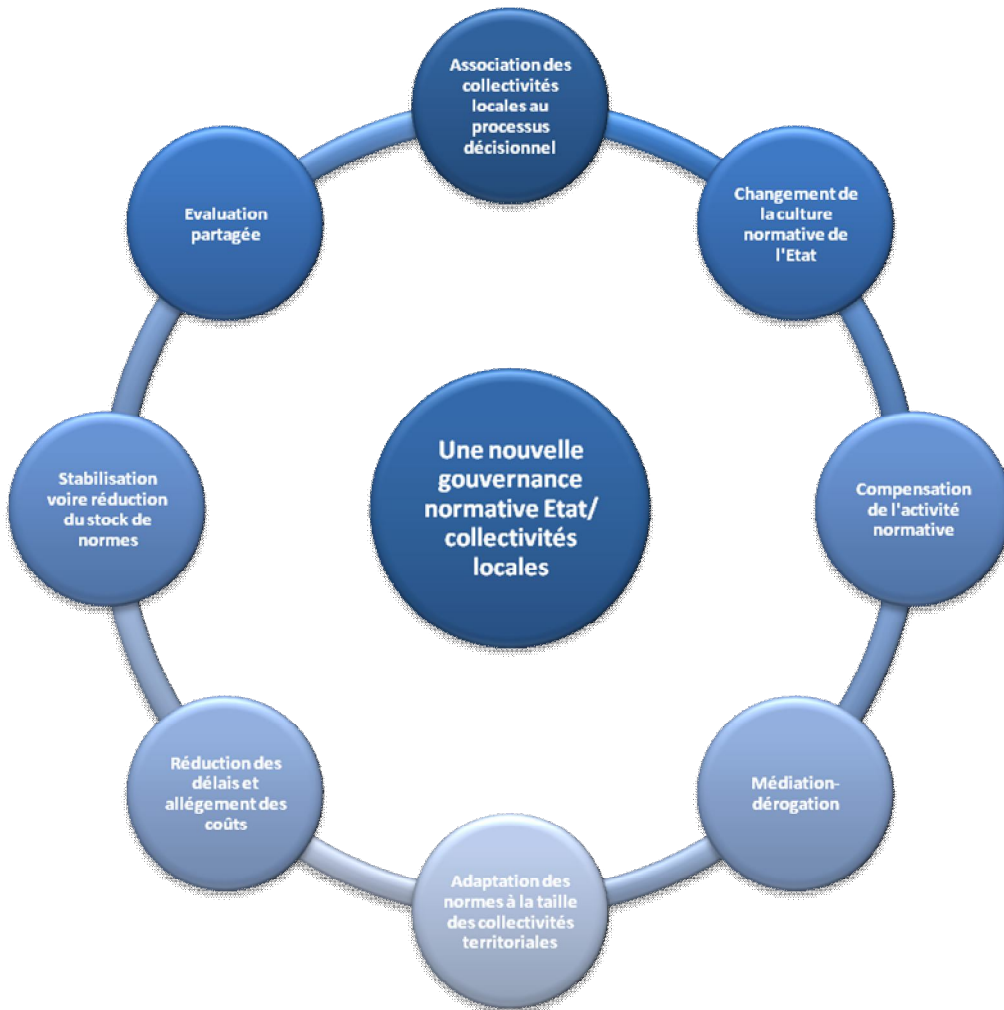 Association des
collectivités
locales au
processus
décisionnel
Changement de
la culture
normative de
l'Etat
Compensation
de l'activité
normative
Médiation-
dérogation
Adaptation des
normes à la taille
des collectivités
territoriales
Réduction des
délais et
allégement des
coûts
Stabilisation
voire réduction
du stock de
normes
Evaluation
partagée
Une nouvelle
gouvernance
normative Etat/
collectivités
locales